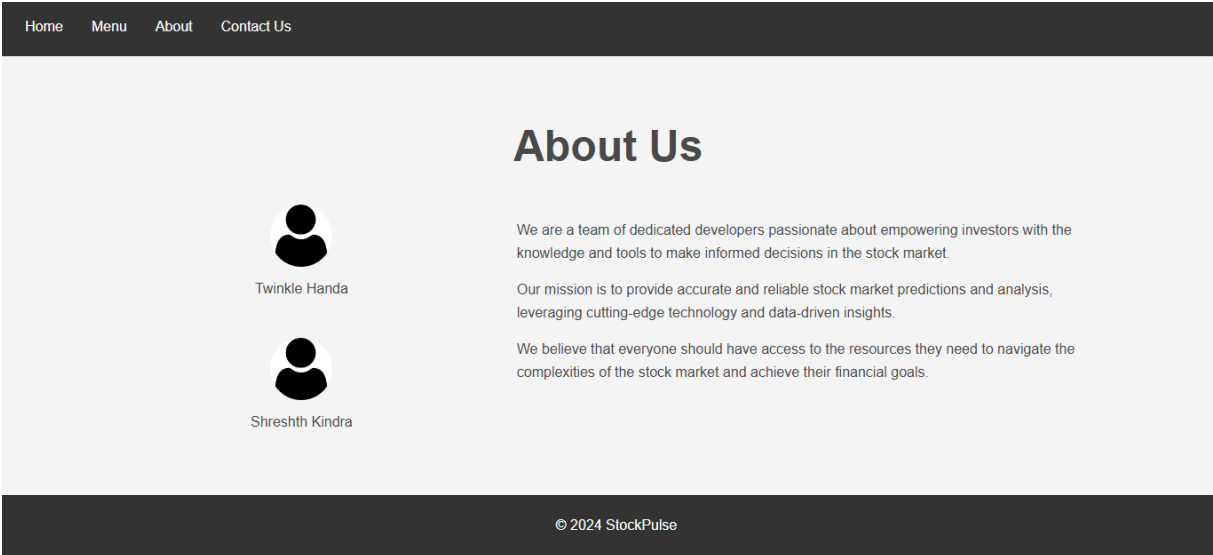 Home Menu About Contact Us
About Us
Twinkle Handa
Shreshth Kindra
We are a team of dedicated developers passionate about empowering investors with the
knowledge and tools to make informed decisions in the stock market.
Our mission is to provide accurate and reliable stock market predictions and analysis,
leveraging cutting-edge technology and data-driven insights.
We believe that everyone should have access to the resources they need to navigate the
complexities of the stock market and achieve their financial goals.
© 2024 StockPulse